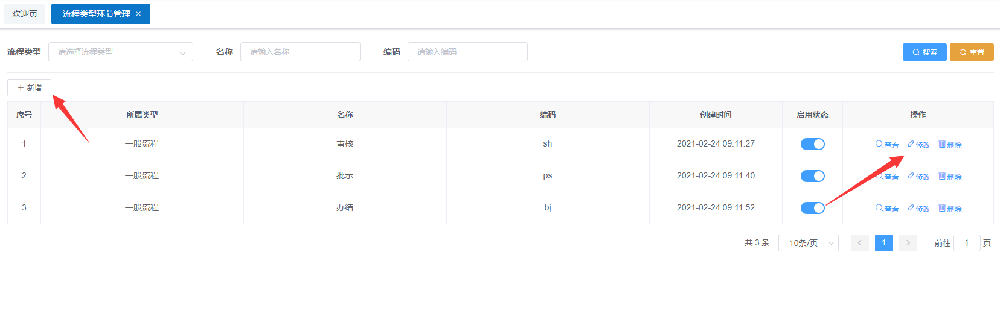 欢迎页 流程类型环节管理 ×
流程类型 请选择流程类型 名称 请输入名称 编码 请输入编码 搜索 重置
+ 新增
序号 所属类型 名称 编码 创建时间 启用状态 操作
1 一般流程 审核 sh 2021-02-24 09:11:27 查看 修改 删除
2 一般流程 批示 ps 2021-02-24 09:11:40 查看 修改 删除
3 一般流程 办结 bj 2021-02-24 09:11:52 查看 修改 删除
共 3 条 10条/页 1 前往 1 页